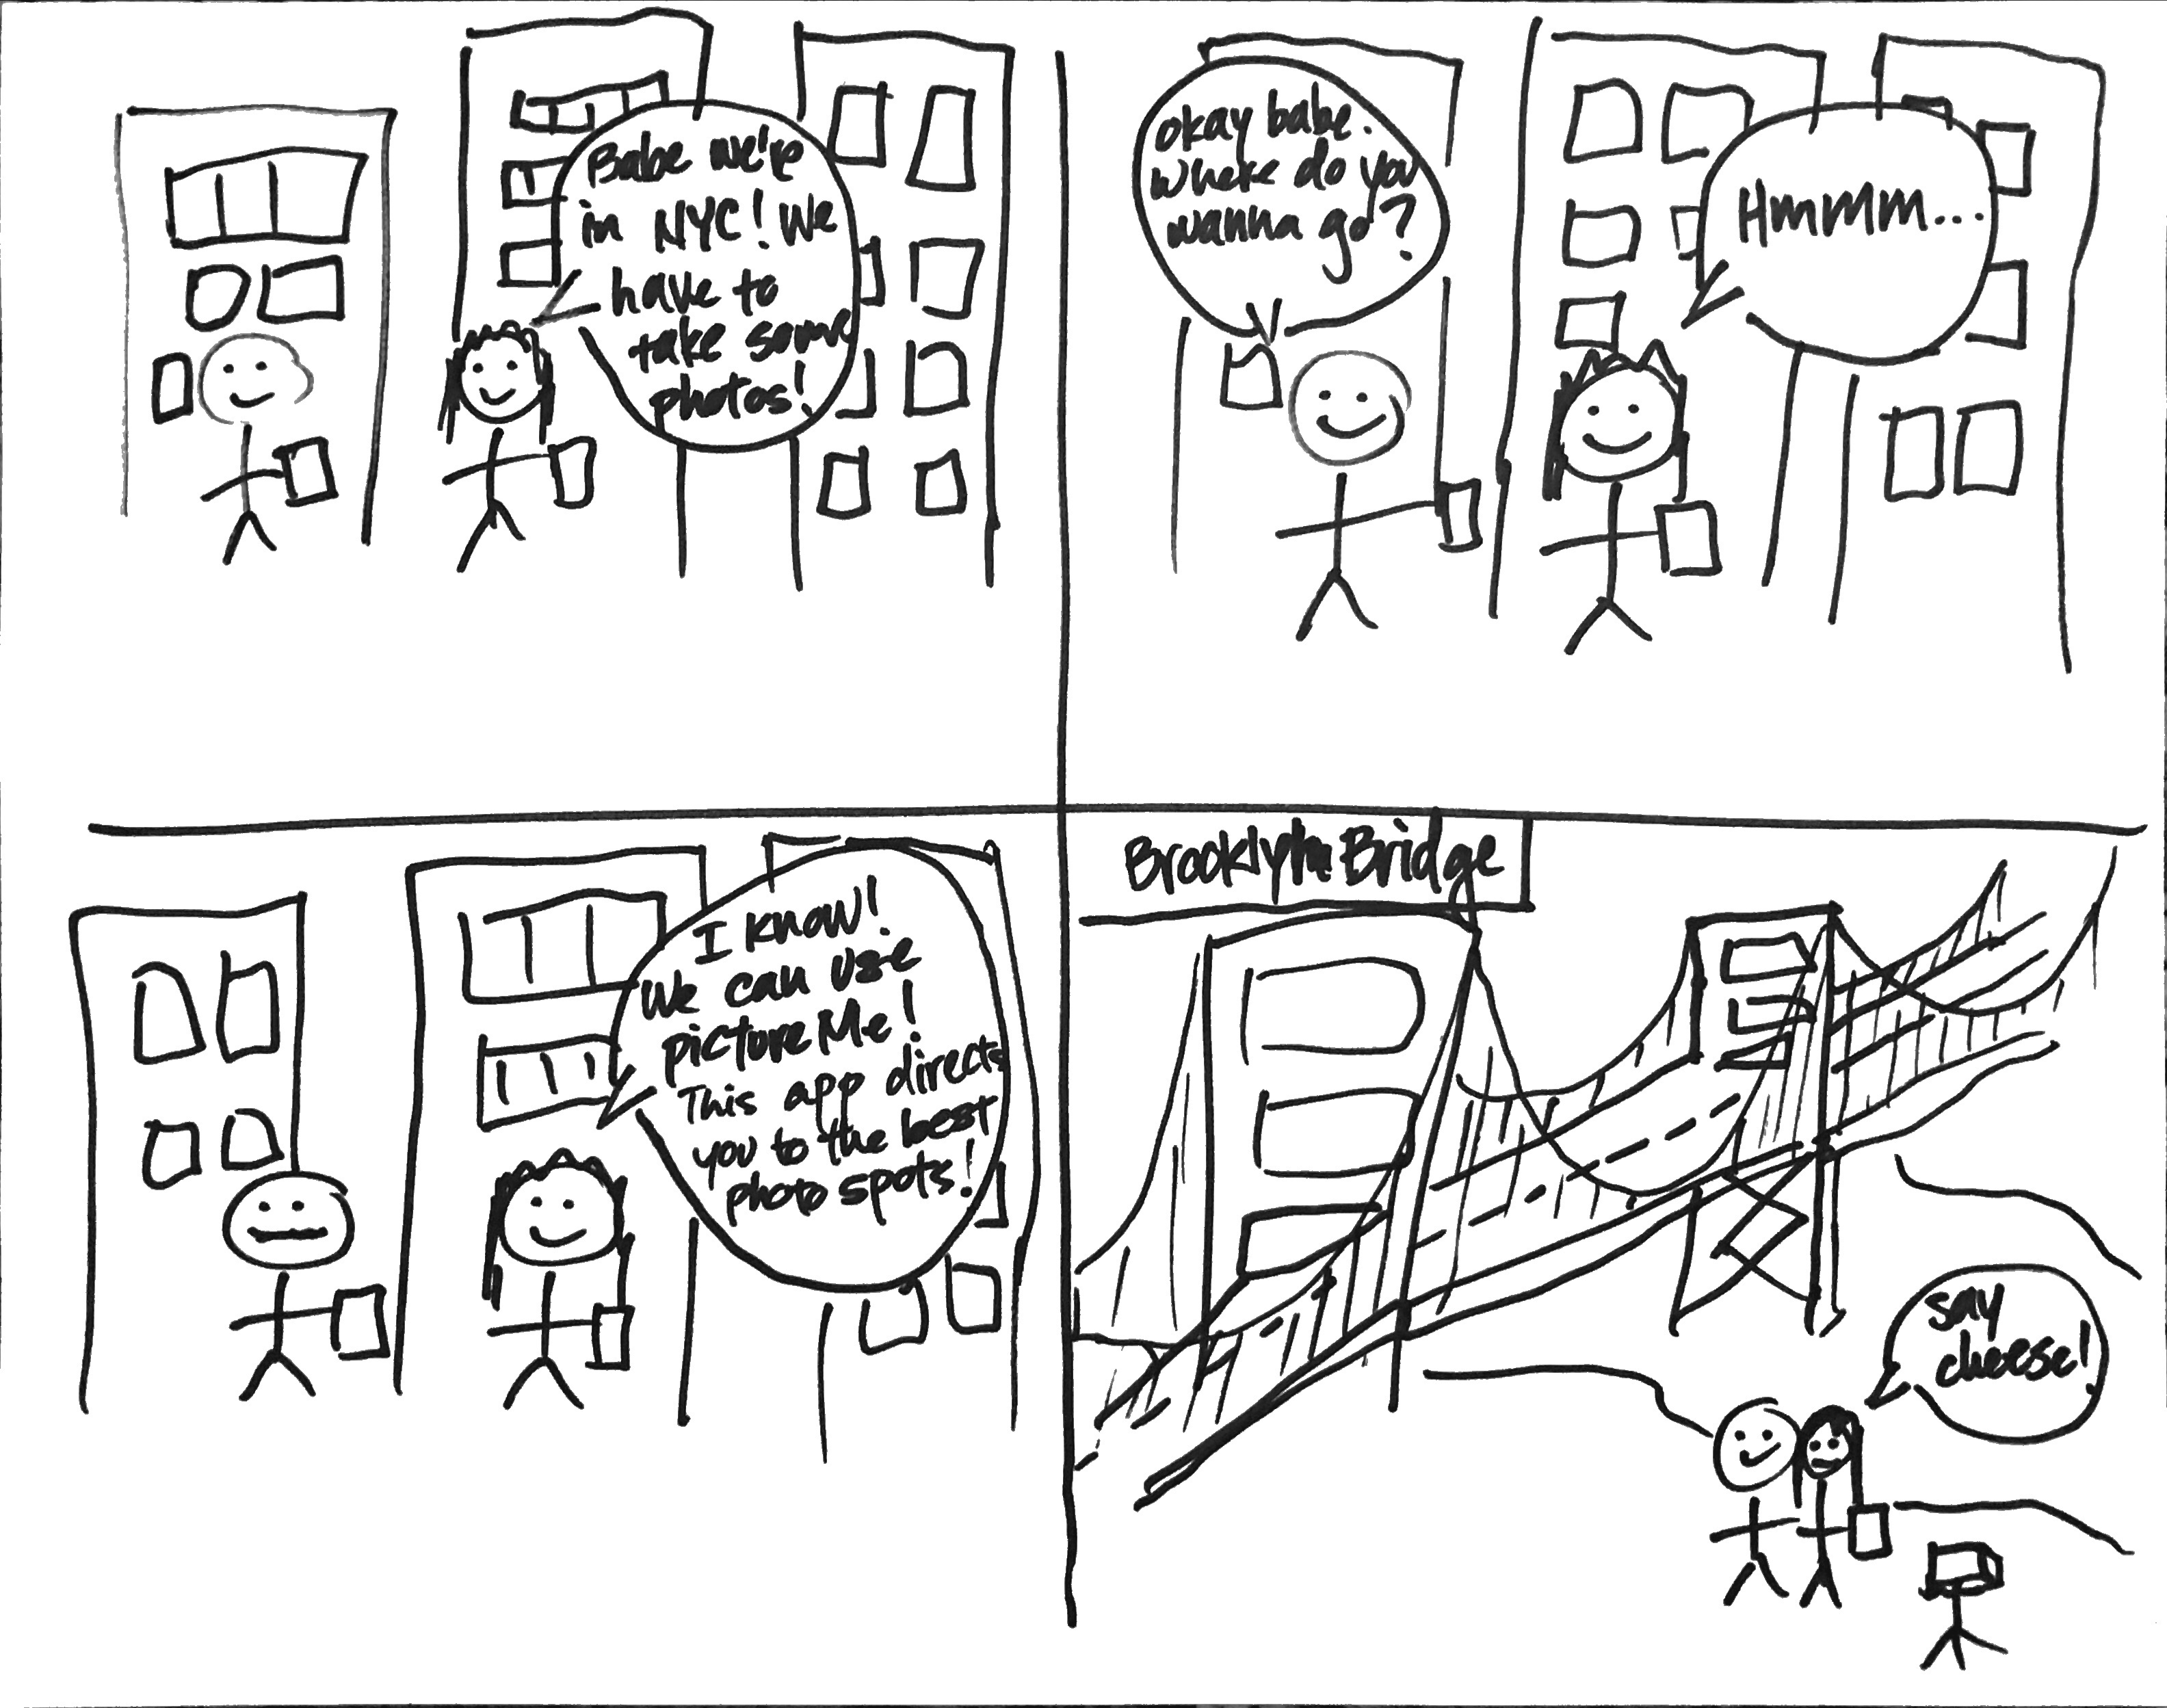 Babe we're
in NYC! We
have to
take some
photos!
okay babe.
where do you
wanna go?
Hmmm...
I know!
We can use
picture Me!
This app directs
you to the best
photo spots!
Brooklyn Bridge
say
cheese!